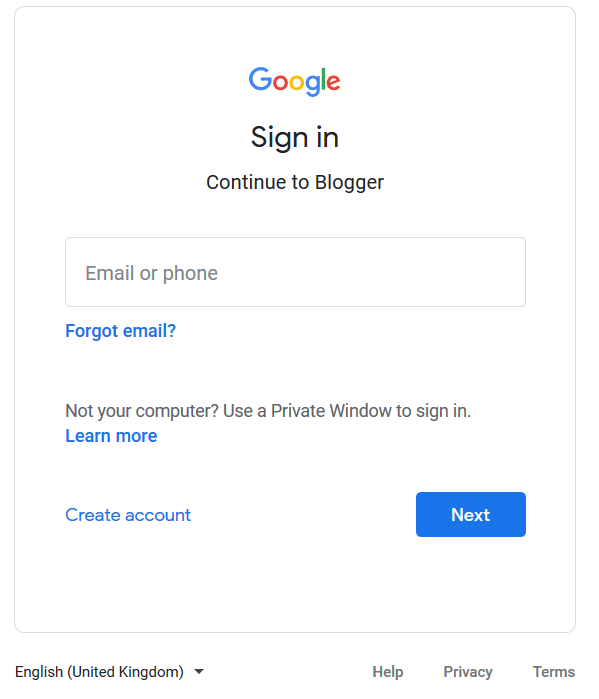 Google
Sign in
Continue to Blogger
Email or phone
Forgot email?
Not your computer? Use a Private Window to sign in.
Learn more
Create account
Next
English (United Kingdom)
Help
Privacy
Terms